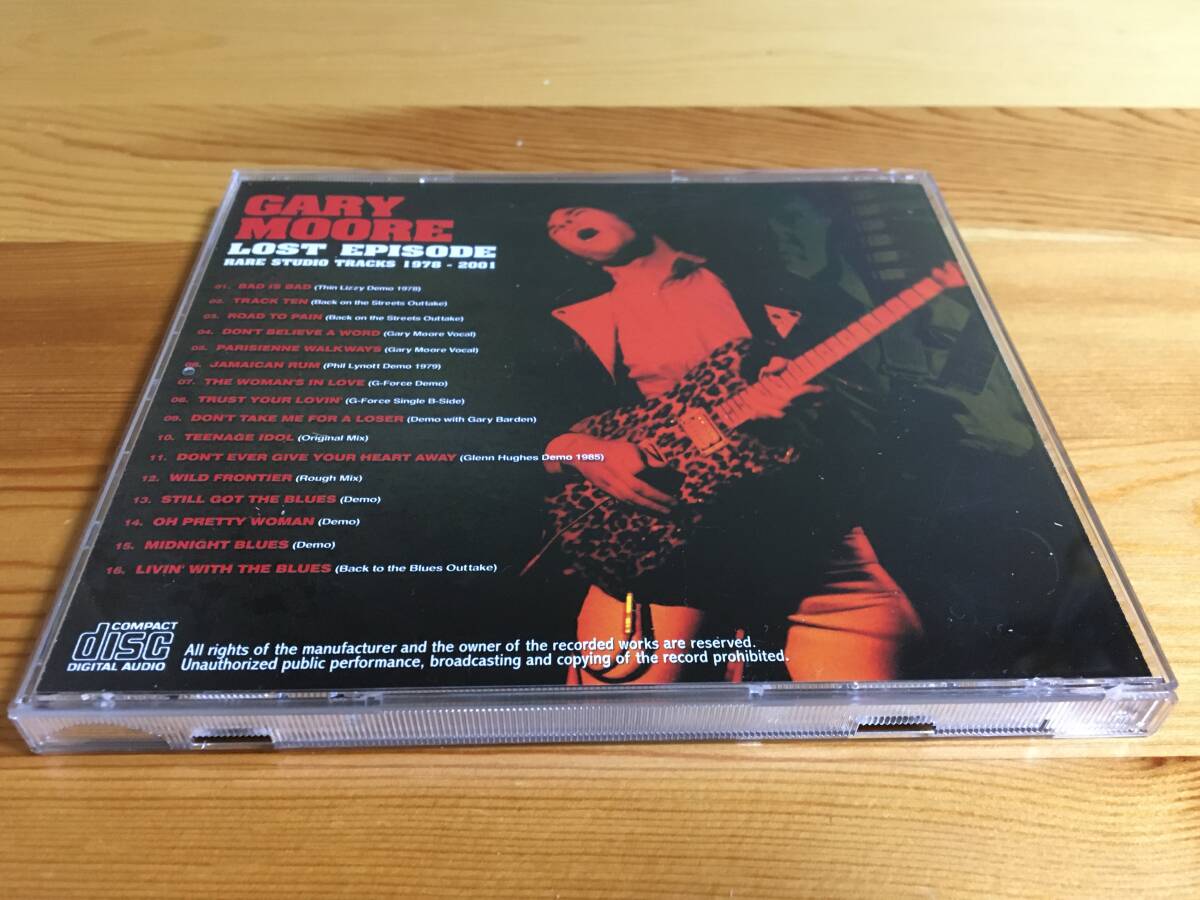 GARY
MOORE
LOST EPISODE
RARE STUDIO TRACKS 1978 - 2001
01. BAD IS BAD (Thin Lizzy Demo 1978)
02. TRACK TEN (Back on the Streets Outtake)
03. ROAD TO PAIN (Back on the Streets Outtake)
04. DON'T BELIEVE A WORD (Gary Moore Vocal)
05. PARISIENNE WALKWAYS (Gary Moore Vocal)
06. JAMAICAN RUM (Phil Lynott Demo 1979)
07. THE WOMAN'S IN LOVE (G-Force Demo)
08. TRUST YOUR LOVIN' (G-Force Single B-Side)
09. DON'T TAKE ME FOR A LOSER (Demo with Gary Barden)
10. TEENAGE IDOL (Original Mix)
11. DON'T EVER GIVE YOUR HEART AWAY (Glenn Hughes Demo 1985)
12. WILD FRONTIER (Rough Mix)
13. STILL GOT THE BLUES (Demo)
14. OH PRETTY WOMAN (Demo)
15. MIDNIGHT BLUES (Demo)
16. LIVIN' WITH THE BLUES (Back to the Blues Outtake)
COMPACT
disc
DIGITAL AUDIO
All rights of the manufacturer and the owner of the recorded works are reserved.
Unauthorized public performance, broadcasting and copying of the record prohibited.